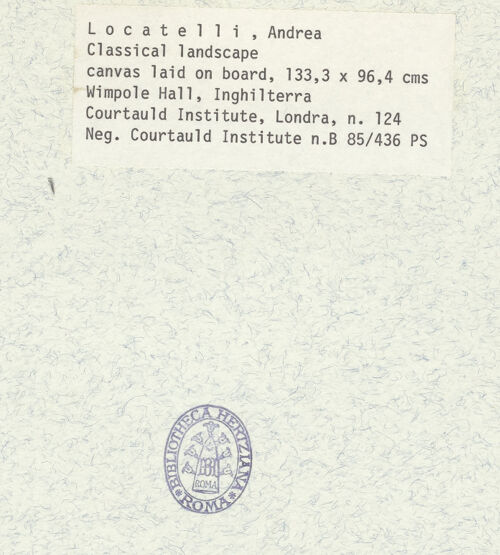 L o c a t e l l i , Andrea
Classical landscape
canvas laid on board, 133,3 x 96,4 cms
Wimpole Hall, Inghilterra
Courtauld Institute, Londra, n. 124
Neg. Courtauld Institute n.B 85/436 PS
BIBLIOTHECA HERTZIANA
ROMA
* ROMA *